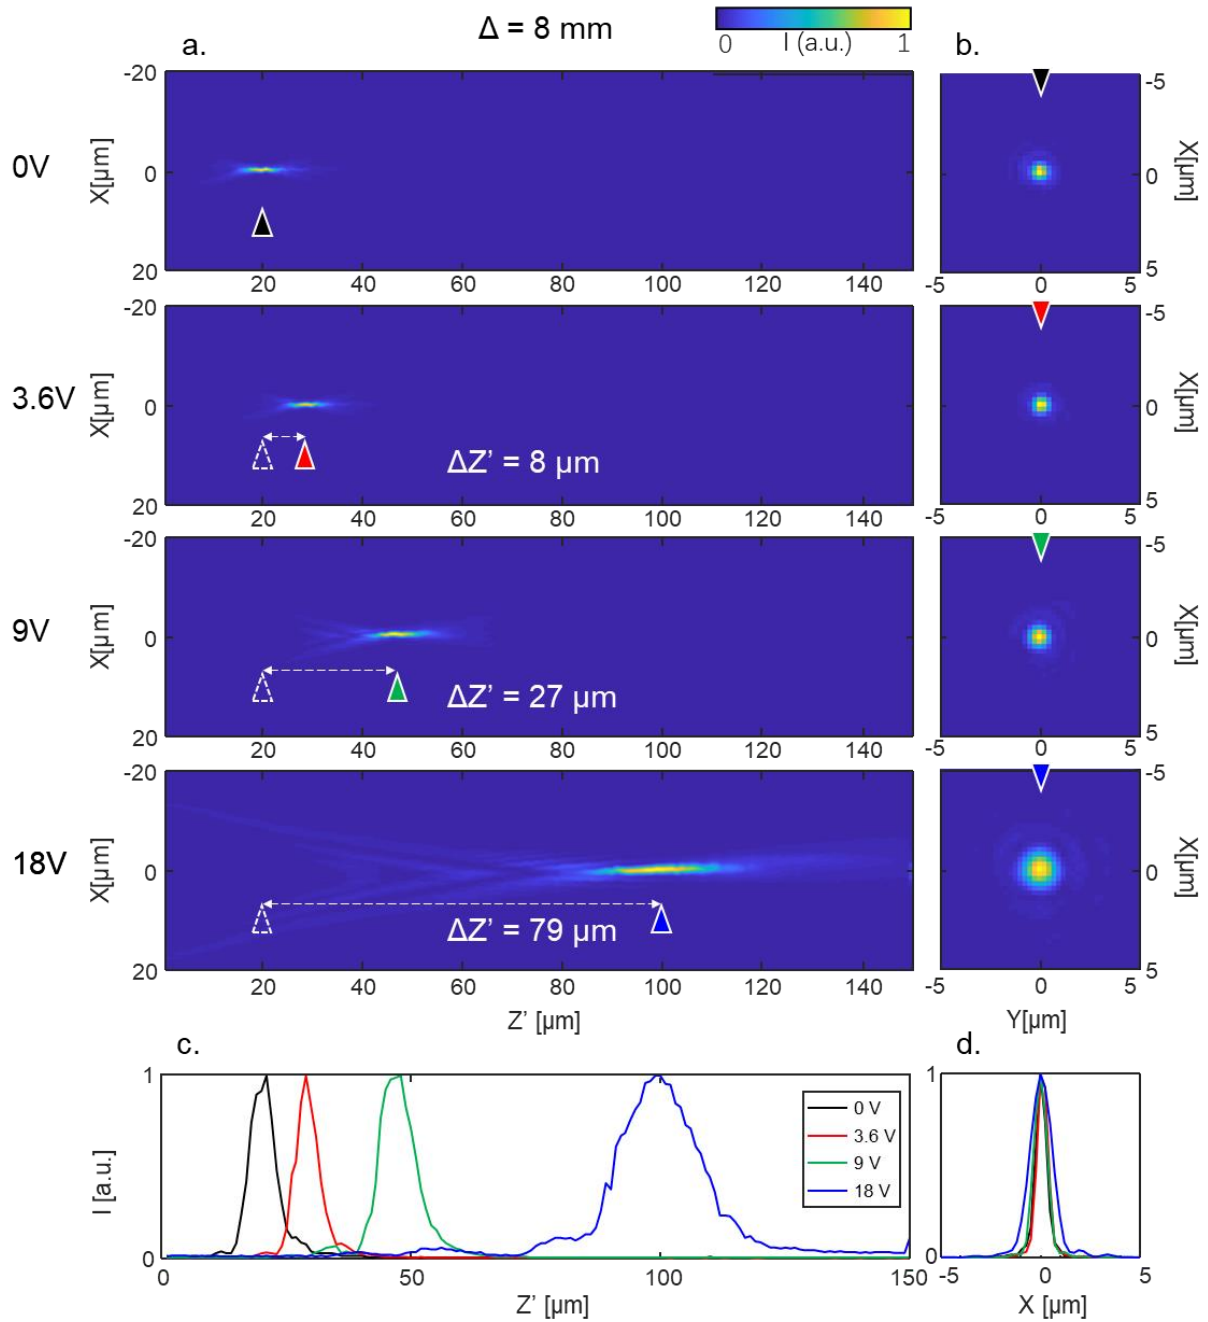 a.
Δ = 8 mm
0 I (a.u.) 1
b.
0V
X[µm]
-20
0
20
20 40 60 80 100 120 140
-5
0
5
X[µm]
-5 0 5
3.6V
X[µm]
-20
0
20
ΔZ' = 8 µm
20 40 60 80 100 120 140
-5
0
5
X[µm]
-5 0 5
9V
X[µm]
-20
0
20
ΔZ' = 27 µm
20 40 60 80 100 120 140
-5
0
5
X[µm]
-5 0 5
18V
X[µm]
-20
0
20
ΔZ' = 79 µm
20 40 60 80 100 120 140
Z' [µm]
-5
0
5
X[µm]
-5 0 5
Y[µm]
c.
I [a.u.]
1
0
0 50 100 150
Z' [µm]
0 V
3.6 V
9 V
18 V
d.
1
0
-5 0 5
X [µm]